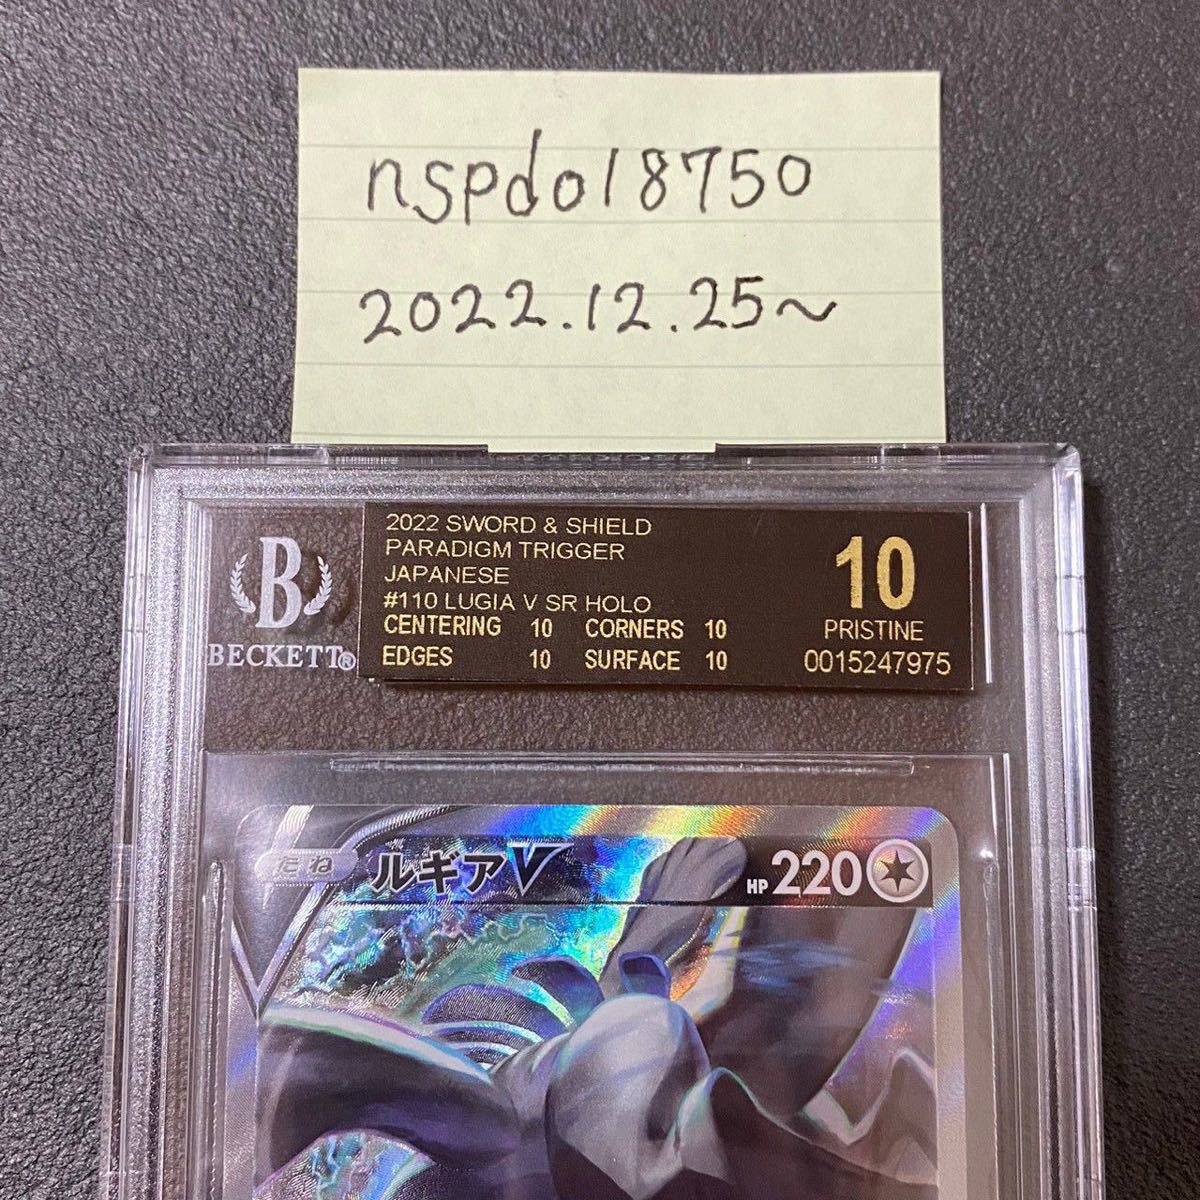 nspdo18750
2022.12.25~
B
BECKETT®
2022 SWORD & SHIELD
PARADIGM TRIGGER
JAPANESE
#110 LUGIA V SR HOLO
CENTERING 10 CORNERS 10
EDGES 10 SURFACE 10
10
PRISTINE
0015247975
たね ルギアV HP 220